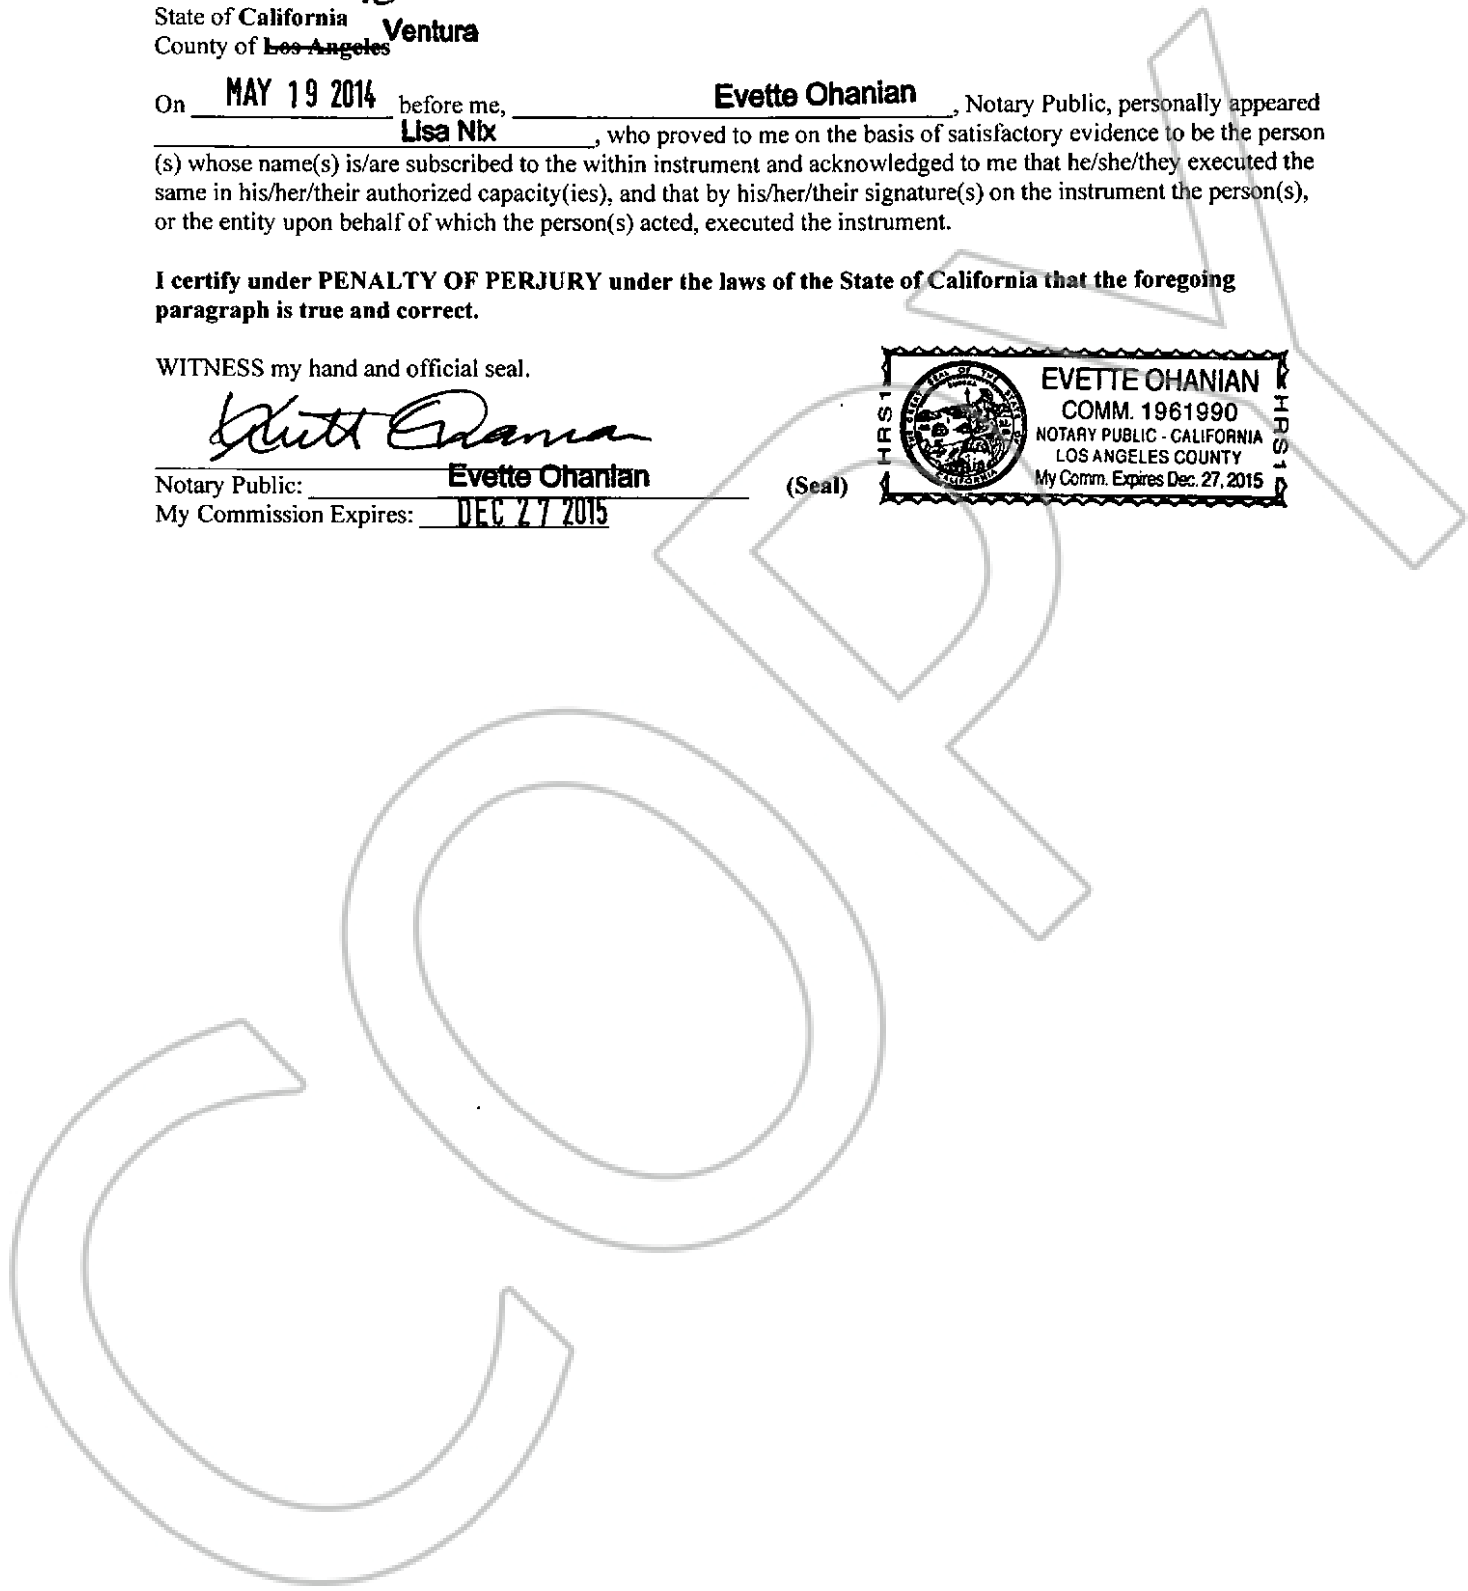 State of California
County of Los Angeles Ventura
On MAY 19 2014 before me, Evette Ohanian, Notary Public, personally appeared
Lisa Nix, who proved to me on the basis of satisfactory evidence to be the person
(s) whose name(s) is/are subscribed to the within instrument and acknowledged to me that he/she/they executed the
same in his/her/their authorized capacity(ies), and that by his/her/their signature(s) on the instrument the person(s),
or the entity upon behalf of which the person(s) acted, executed the instrument.
I certify under PENALTY OF PERJURY under the laws of the State of California that the foregoing
paragraph is true and correct.
WITNESS my hand and official seal.
Notary Public: Evette Ohanian
My Commission Expires: DEC 27 2015
(Seal)
HRS 1
EVETTE OHANIAN
COMM. 1961990
NOTARY PUBLIC - CALIFORNIA
LOS ANGELES COUNTY
My Comm. Expires Dec. 27, 2015
HRS 1
COPY